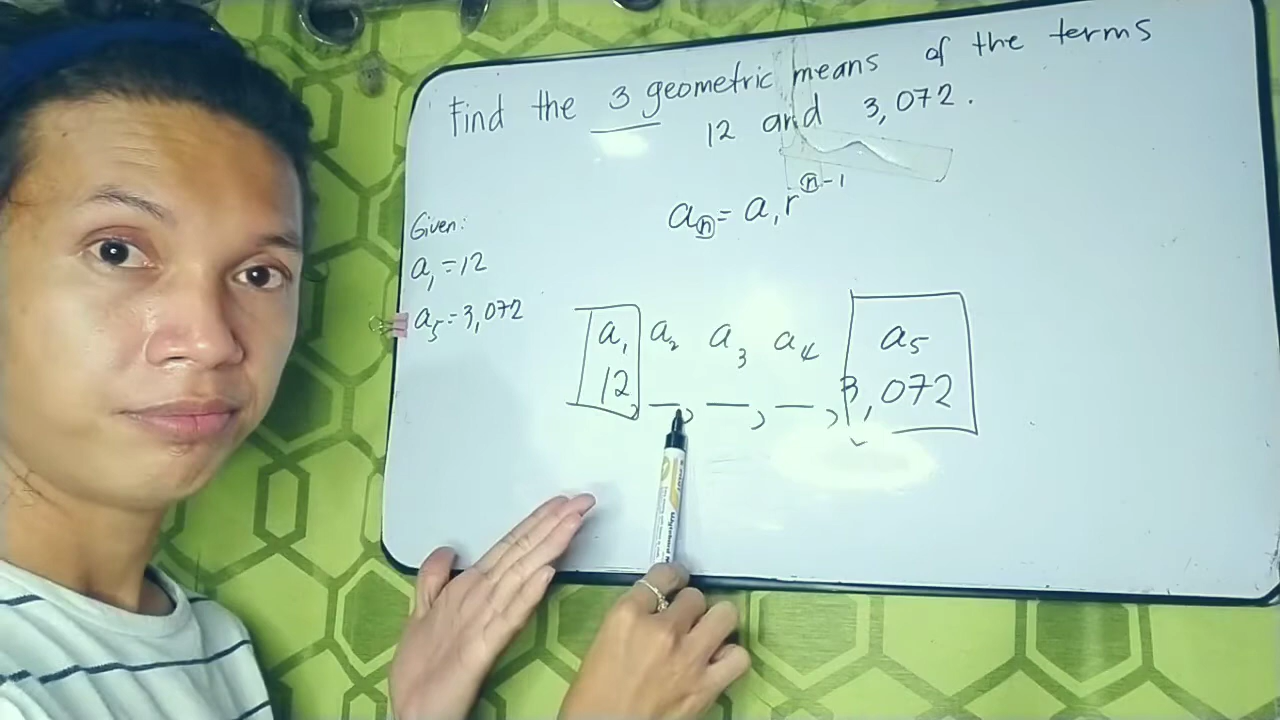 Find the 3 geometric means of the terms
12 and 3,072.
aₙ = a₁rⁿ⁻¹
Given:
a₁ = 12
a₅ = 3,072
a₁ a₂ a₃ a₄ a₅
12, __, __, __, 3,072